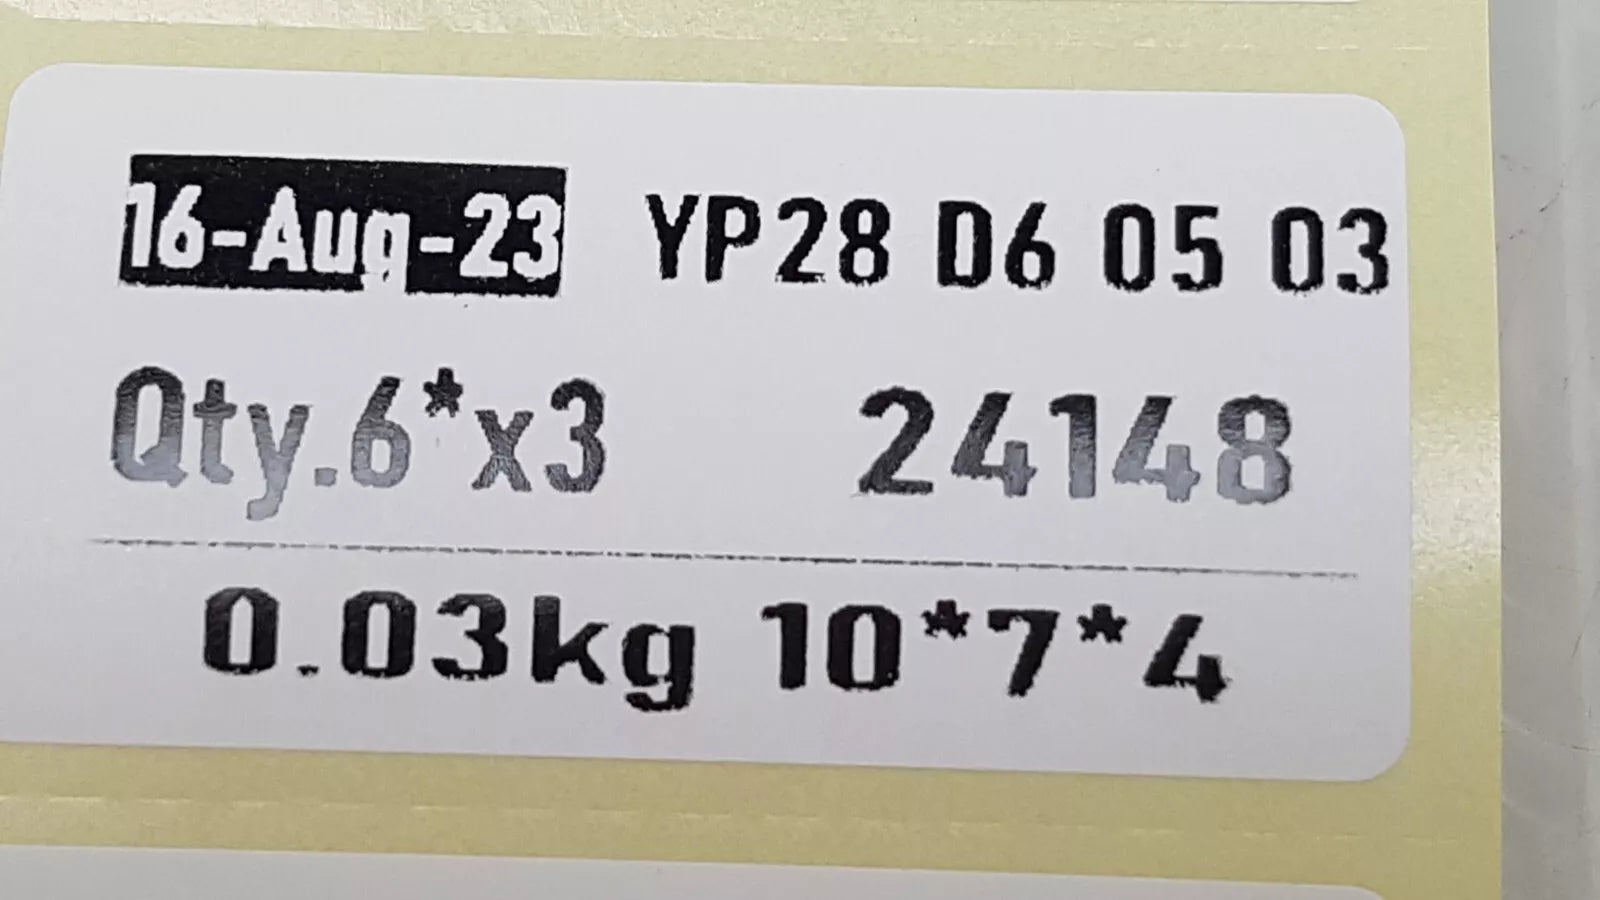 16-Aug-23 YP28 D6 05 03
Qty.6*x3 24148
0.03kg 10*7*4